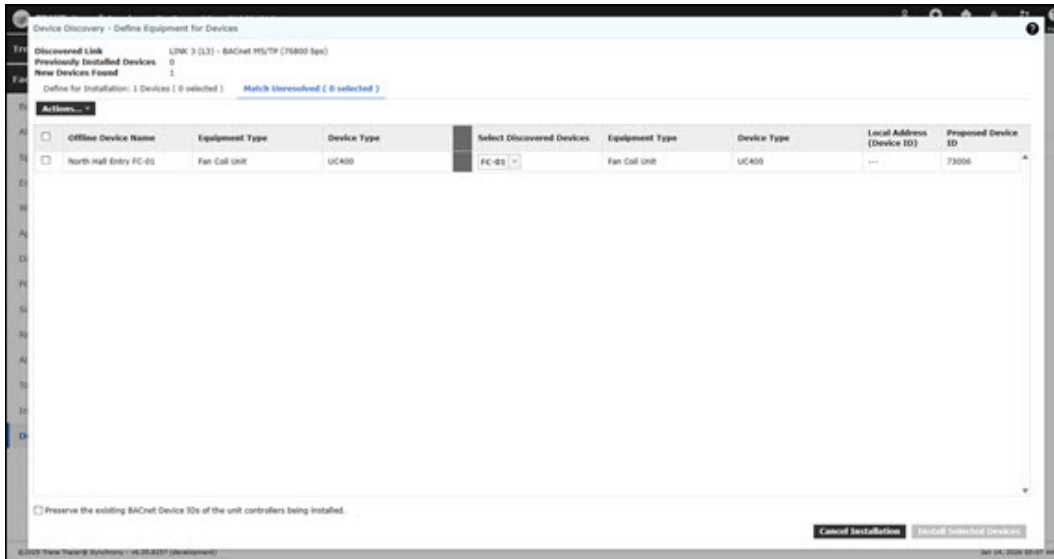 Device Discovery - Define Equipment for Devices
Discovered Link LINK 3 (L3) - BACnet MS/TP (76800 bps)
Previously Installed Devices 0
New Devices Found 1
Define for Installation: 1 Devices ( 0 selected ) Match Unresolved ( 0 selected )
Actions...
Offline Device Name Equipment Type Device Type Select Discovered Devices Equipment Type Device Type Local Address (Device ID) Proposed Device ID
North Hall Entry FC-01 Fan Coil Unit UC400 FC-01 Fan Coil Unit UC400 --- 73006
Preserve the existing BACnet Device IDs of the unit controllers being installed.
Cancel Installation Install Selected Devices